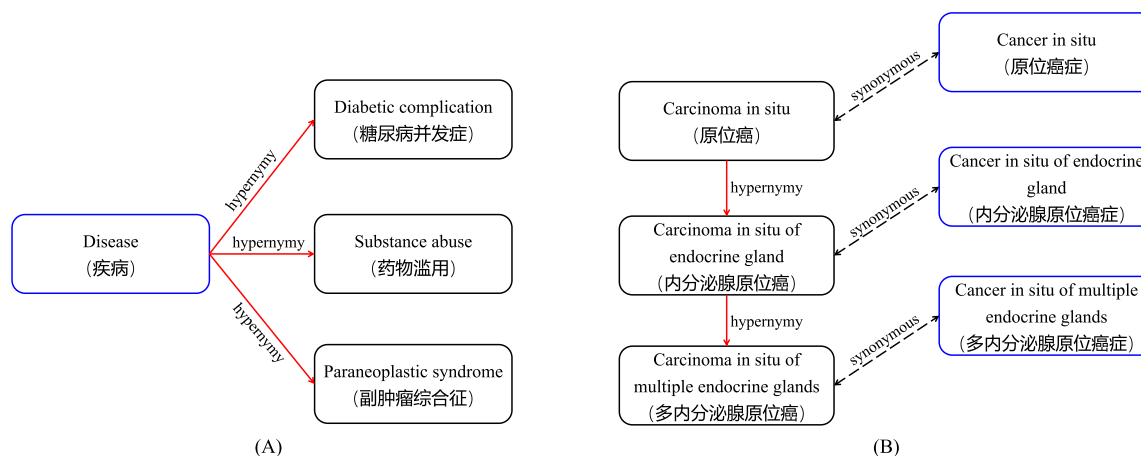 Diabetic complication
（糖尿病并发症）
hypernymy
Disease
（疾病）
hypernymy
Substance abuse
（药物滥用）
hypernymy
Paraneoplastic syndrome
（副肿瘤综合征）
(A)
Cancer in situ
（原位癌症）
synonymous
Carcinoma in situ
（原位癌）
hypernymy
Cancer in situ of endocrine
gland
（内分泌腺原位癌症）
synonymous
Carcinoma in situ of
endocrine gland
（内分泌腺原位癌）
hypernymy
Cancer in situ of multiple
endocrine glands
（多内分泌腺原位癌症）
synonymous
Carcinoma in situ of
multiple endocrine glands
（多内分泌腺原位癌）
(B)